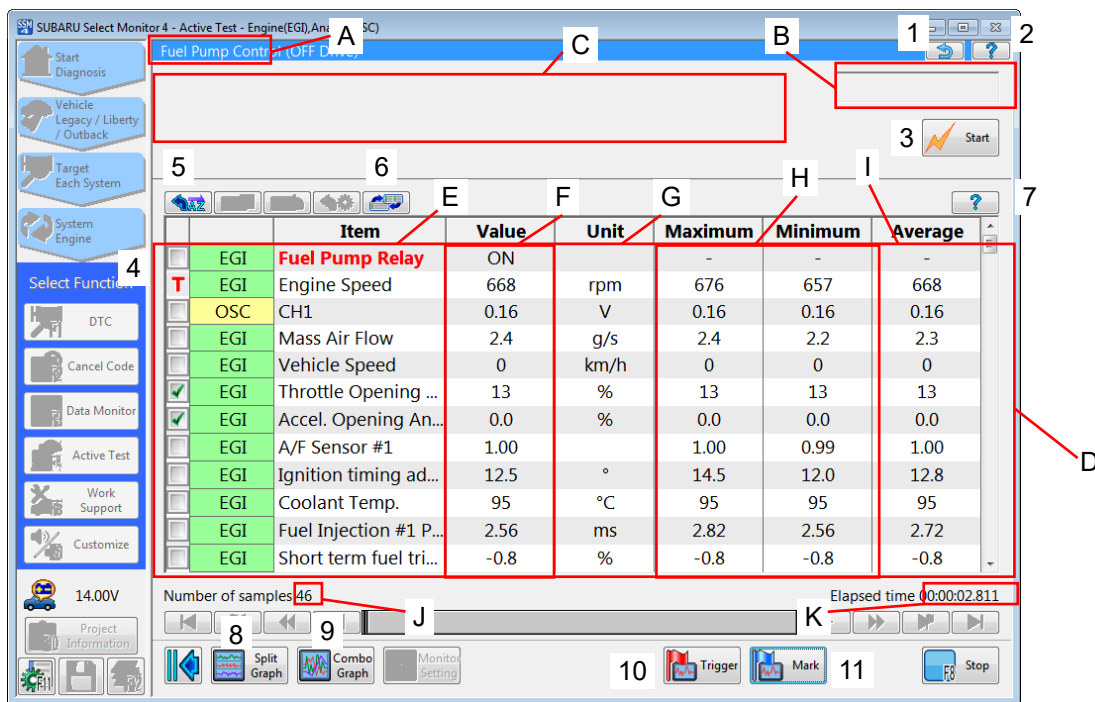 SUBARU Select Monitor 4 - Active Test - Engine(EGI),Ana SC)
A
B
C
1
2
Fuel Pump Control (OFF Drive)
?
Start
Diagnosis
Vehicle
Legacy / Liberty
/ Outback
3
Start
Target
Each System
5
6
E
F
G
H
I
7
AZ
?
System
Engine
Item Value Unit Maximum Minimum Average
EGI Fuel Pump Relay ON - - -
4
Select Function
T EGI Engine Speed 668 rpm 676 657 668
OSC CH1 0.16 V 0.16 0.16 0.16
DTC
EGI Mass Air Flow 2.4 g/s 2.4 2.2 2.3
Cancel Code
EGI Vehicle Speed 0 km/h 0 0 0
EGI Throttle Opening ... 13 % 13 13 13
Data Monitor
EGI Accel. Opening An... 0.0 % 0.0 0.0 0.0
Active Test
EGI A/F Sensor #1 1.00 1.00 0.99 1.00
D
EGI Ignition timing ad... 12.5 ° 14.5 12.0 12.8
Work
Support
EGI Coolant Temp. 95 °C 95 95 95
EGI Fuel Injection #1 P... 2.56 ms 2.82 2.56 2.72
Customize
EGI Short term fuel tri... -0.8 % -0.8 -0.8 -0.8
14.00V
Number of samples 46
Elapsed time 00:00:02.811
J
K
Project
Information
8
9
Split
Graph
Combo
Graph
Monitor
Setting
10
Trigger
Mark
11
F8
Stop
F11